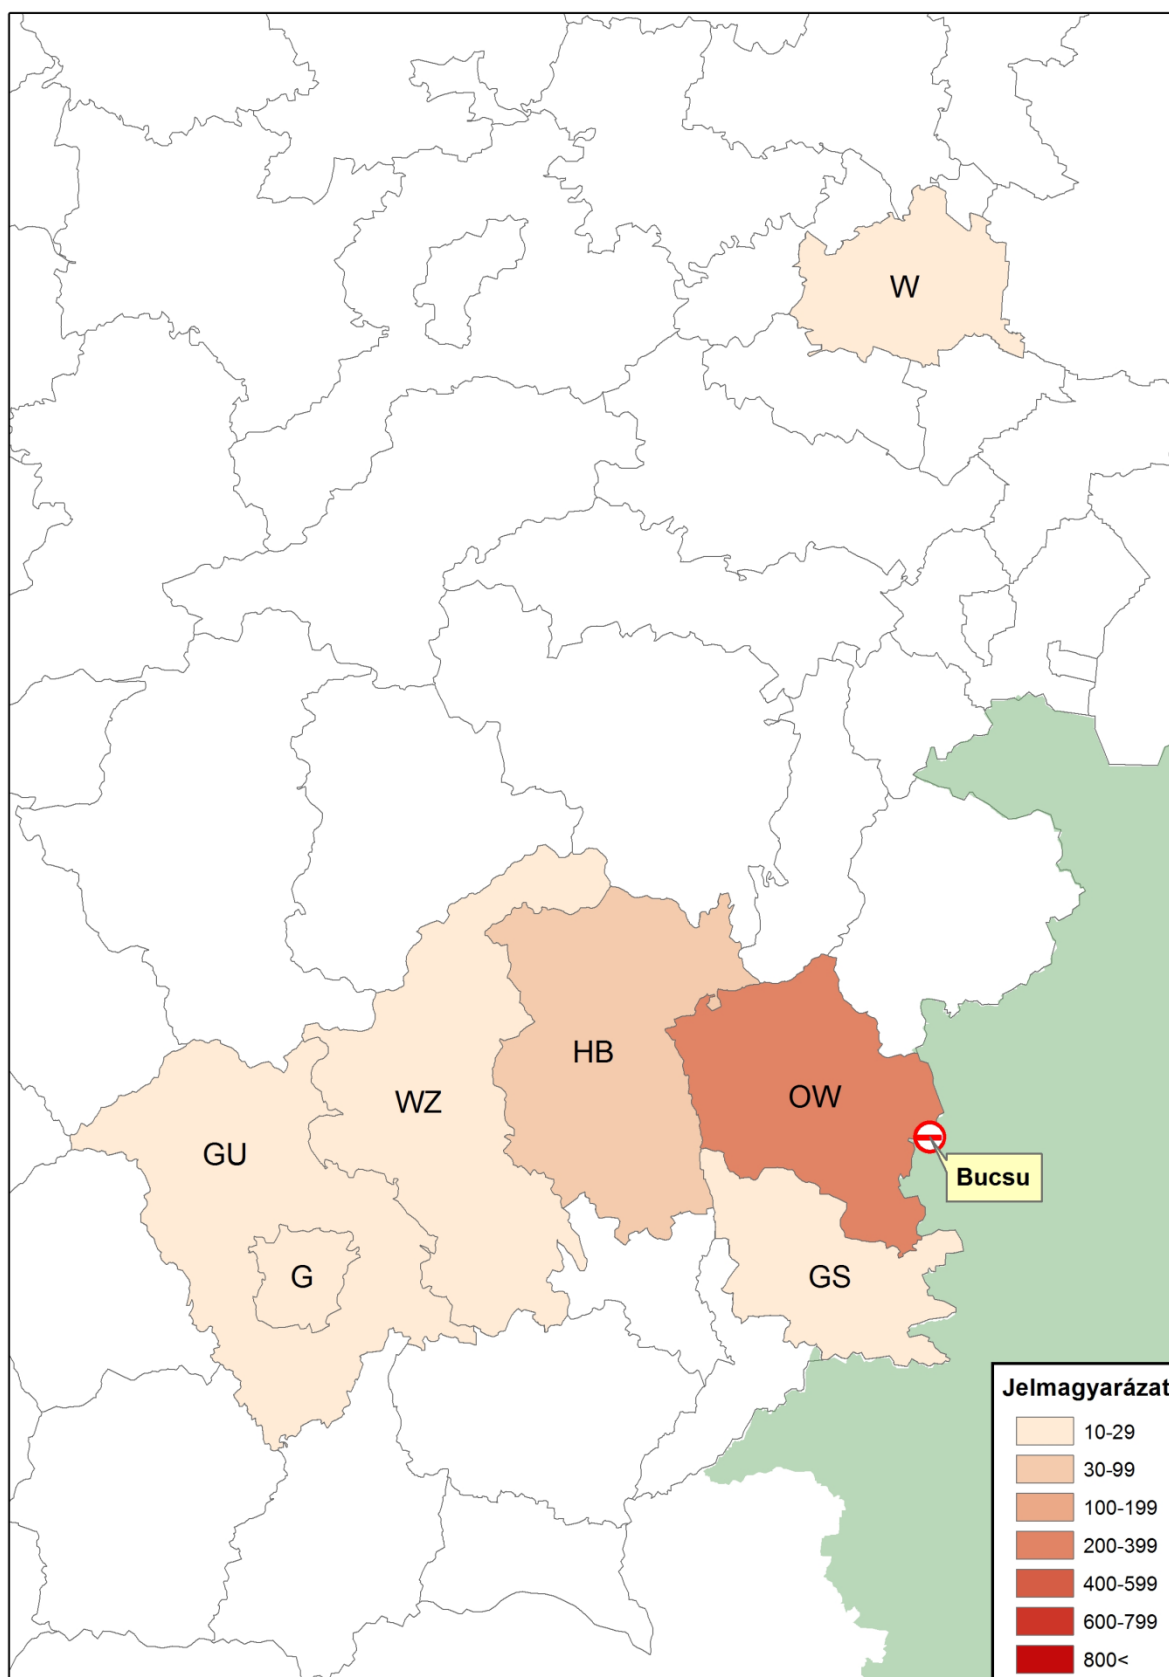 W
HB
OW
WZ
GU
Bucsu
G
GS
Jelmagyarázat
10-29
30-99
100-199
200-399
400-599
600-799
800<